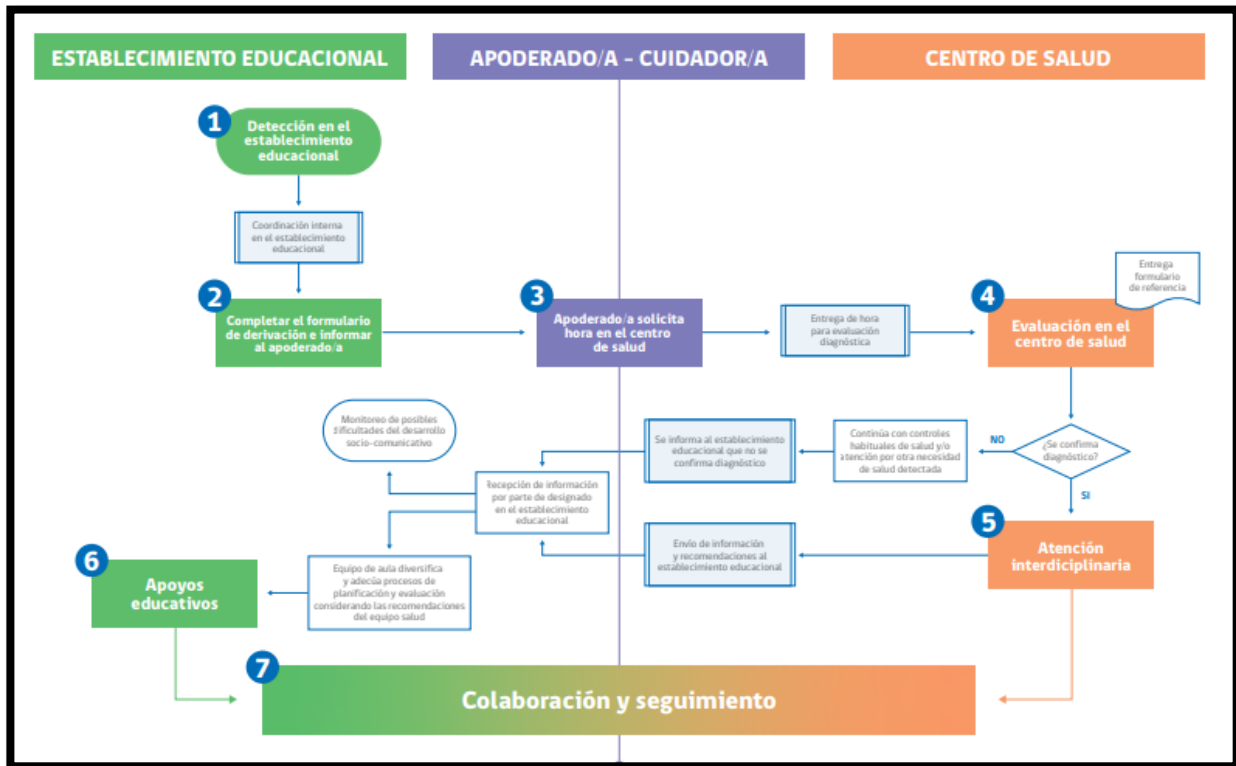 ESTABLECIMIENTO EDUCACIONAL
APODERADO/A - CUIDADOR/A
CENTRO DE SALUD
1
Detección en el
establecimiento
educacional
Coordinación interna
en el establecimiento
educacional
2
Completar el formulario
de derivación e informar
al apoderado/a
3
Apoderado/a solicita
hora en el centro
de salud
Entrega de hora
para evaluación
diagnóstica
4
Evaluación en el
centro de salud
Entrega
formulario
de referencia
¿Se confirma
diagnóstico?
NO
Continúa con controles
habituales de salud y/o
atención por otra necesidad
de salud detectada
Se informa al establecimiento
educacional que no se
confirma diagnóstico
SI
5
Atención
interdiciplinaria
Envío de información
y recomendaciones al
establecimiento educacional
Recepción de información
por parte de designado
en el establecimiento
educacional
Monitoreo de posibles
dificultades del desarrollo
socio-comunicativo
Equipo de aula diversifica
y adecúa procesos de
planificación y evaluación
considerando las recomendaciones
del equipo salud
6
Apoyos
educativos
7
Colaboración y seguimiento